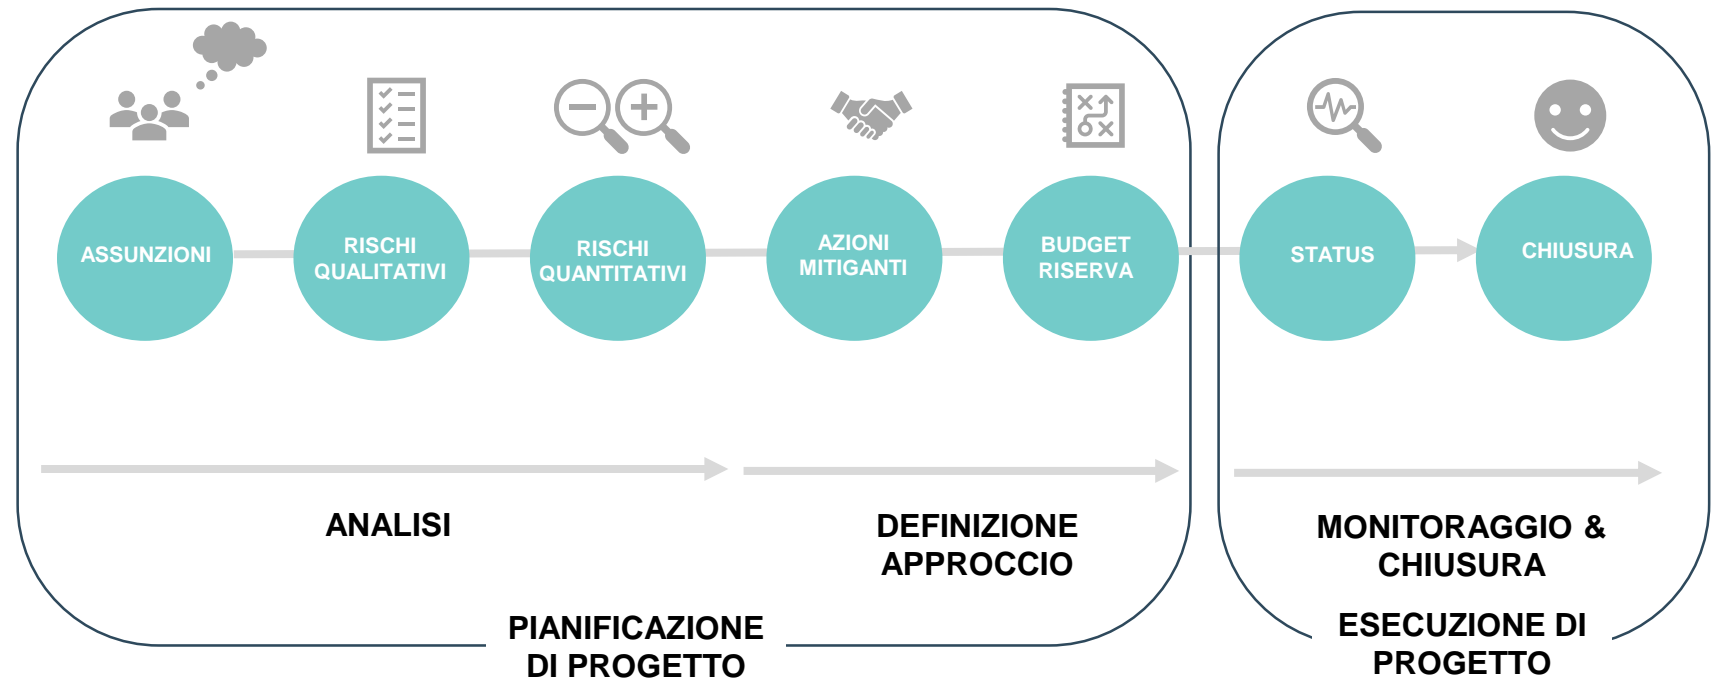 ASSUNZIONI
RISCHI
QUALITATIVI
RISCHI
QUANTITATIVI
AZIONI
MITIGANTI
BUDGET
RISERVA
STATUS
CHIUSURA
ANALISI
DEFINIZIONE
APPROCCIO
MONITORAGGIO &
CHIUSURA
PIANIFICAZIONE
DI PROGETTO
ESECUZIONE DI
PROGETTO